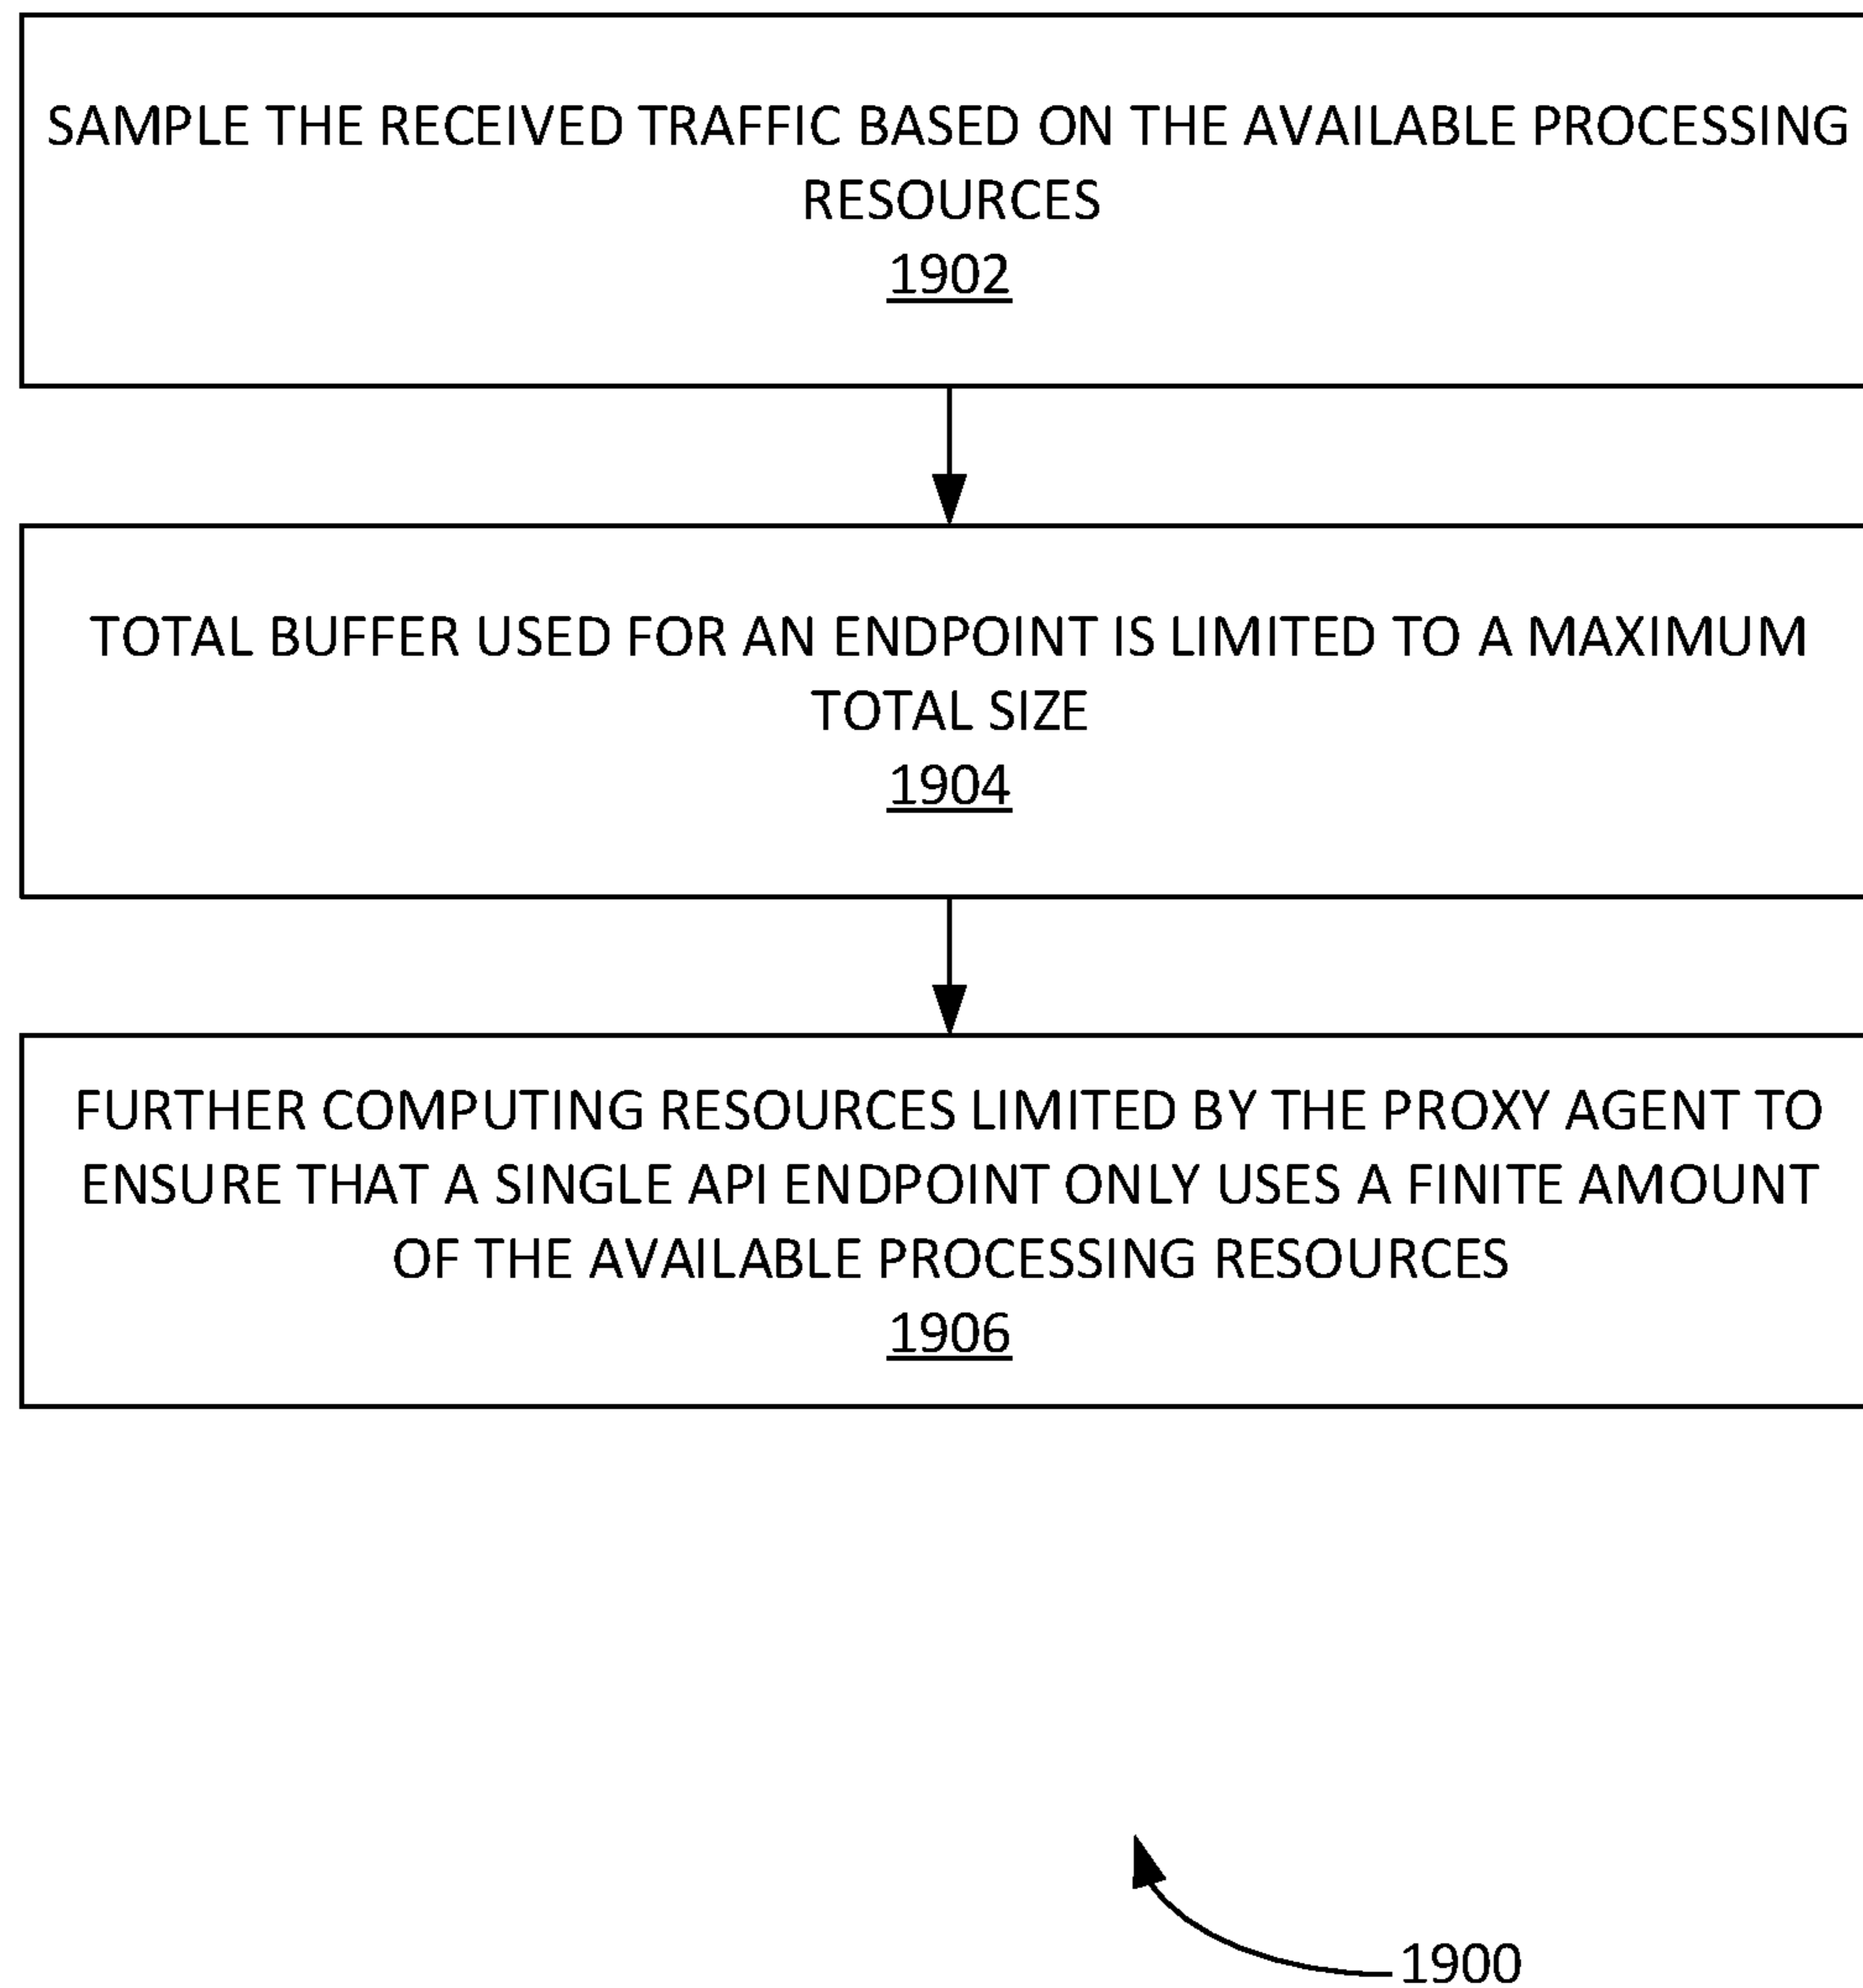 SAMPLE THE RECEIVED TRAFFIC BASED ON THE AVAILABLE PROCESSING
RESOURCES
1902
TOTAL BUFFER USED FOR AN ENDPOINT IS LIMITED TO A MAXIMUM
TOTAL SIZE
1904
FURTHER COMPUTING RESOURCES LIMITED BY THE PROXY AGENT TO
ENSURE THAT A SINGLE API ENDPOINT ONLY USES A FINITE AMOUNT
OF THE AVAILABLE PROCESSING RESOURCES
1906
1900